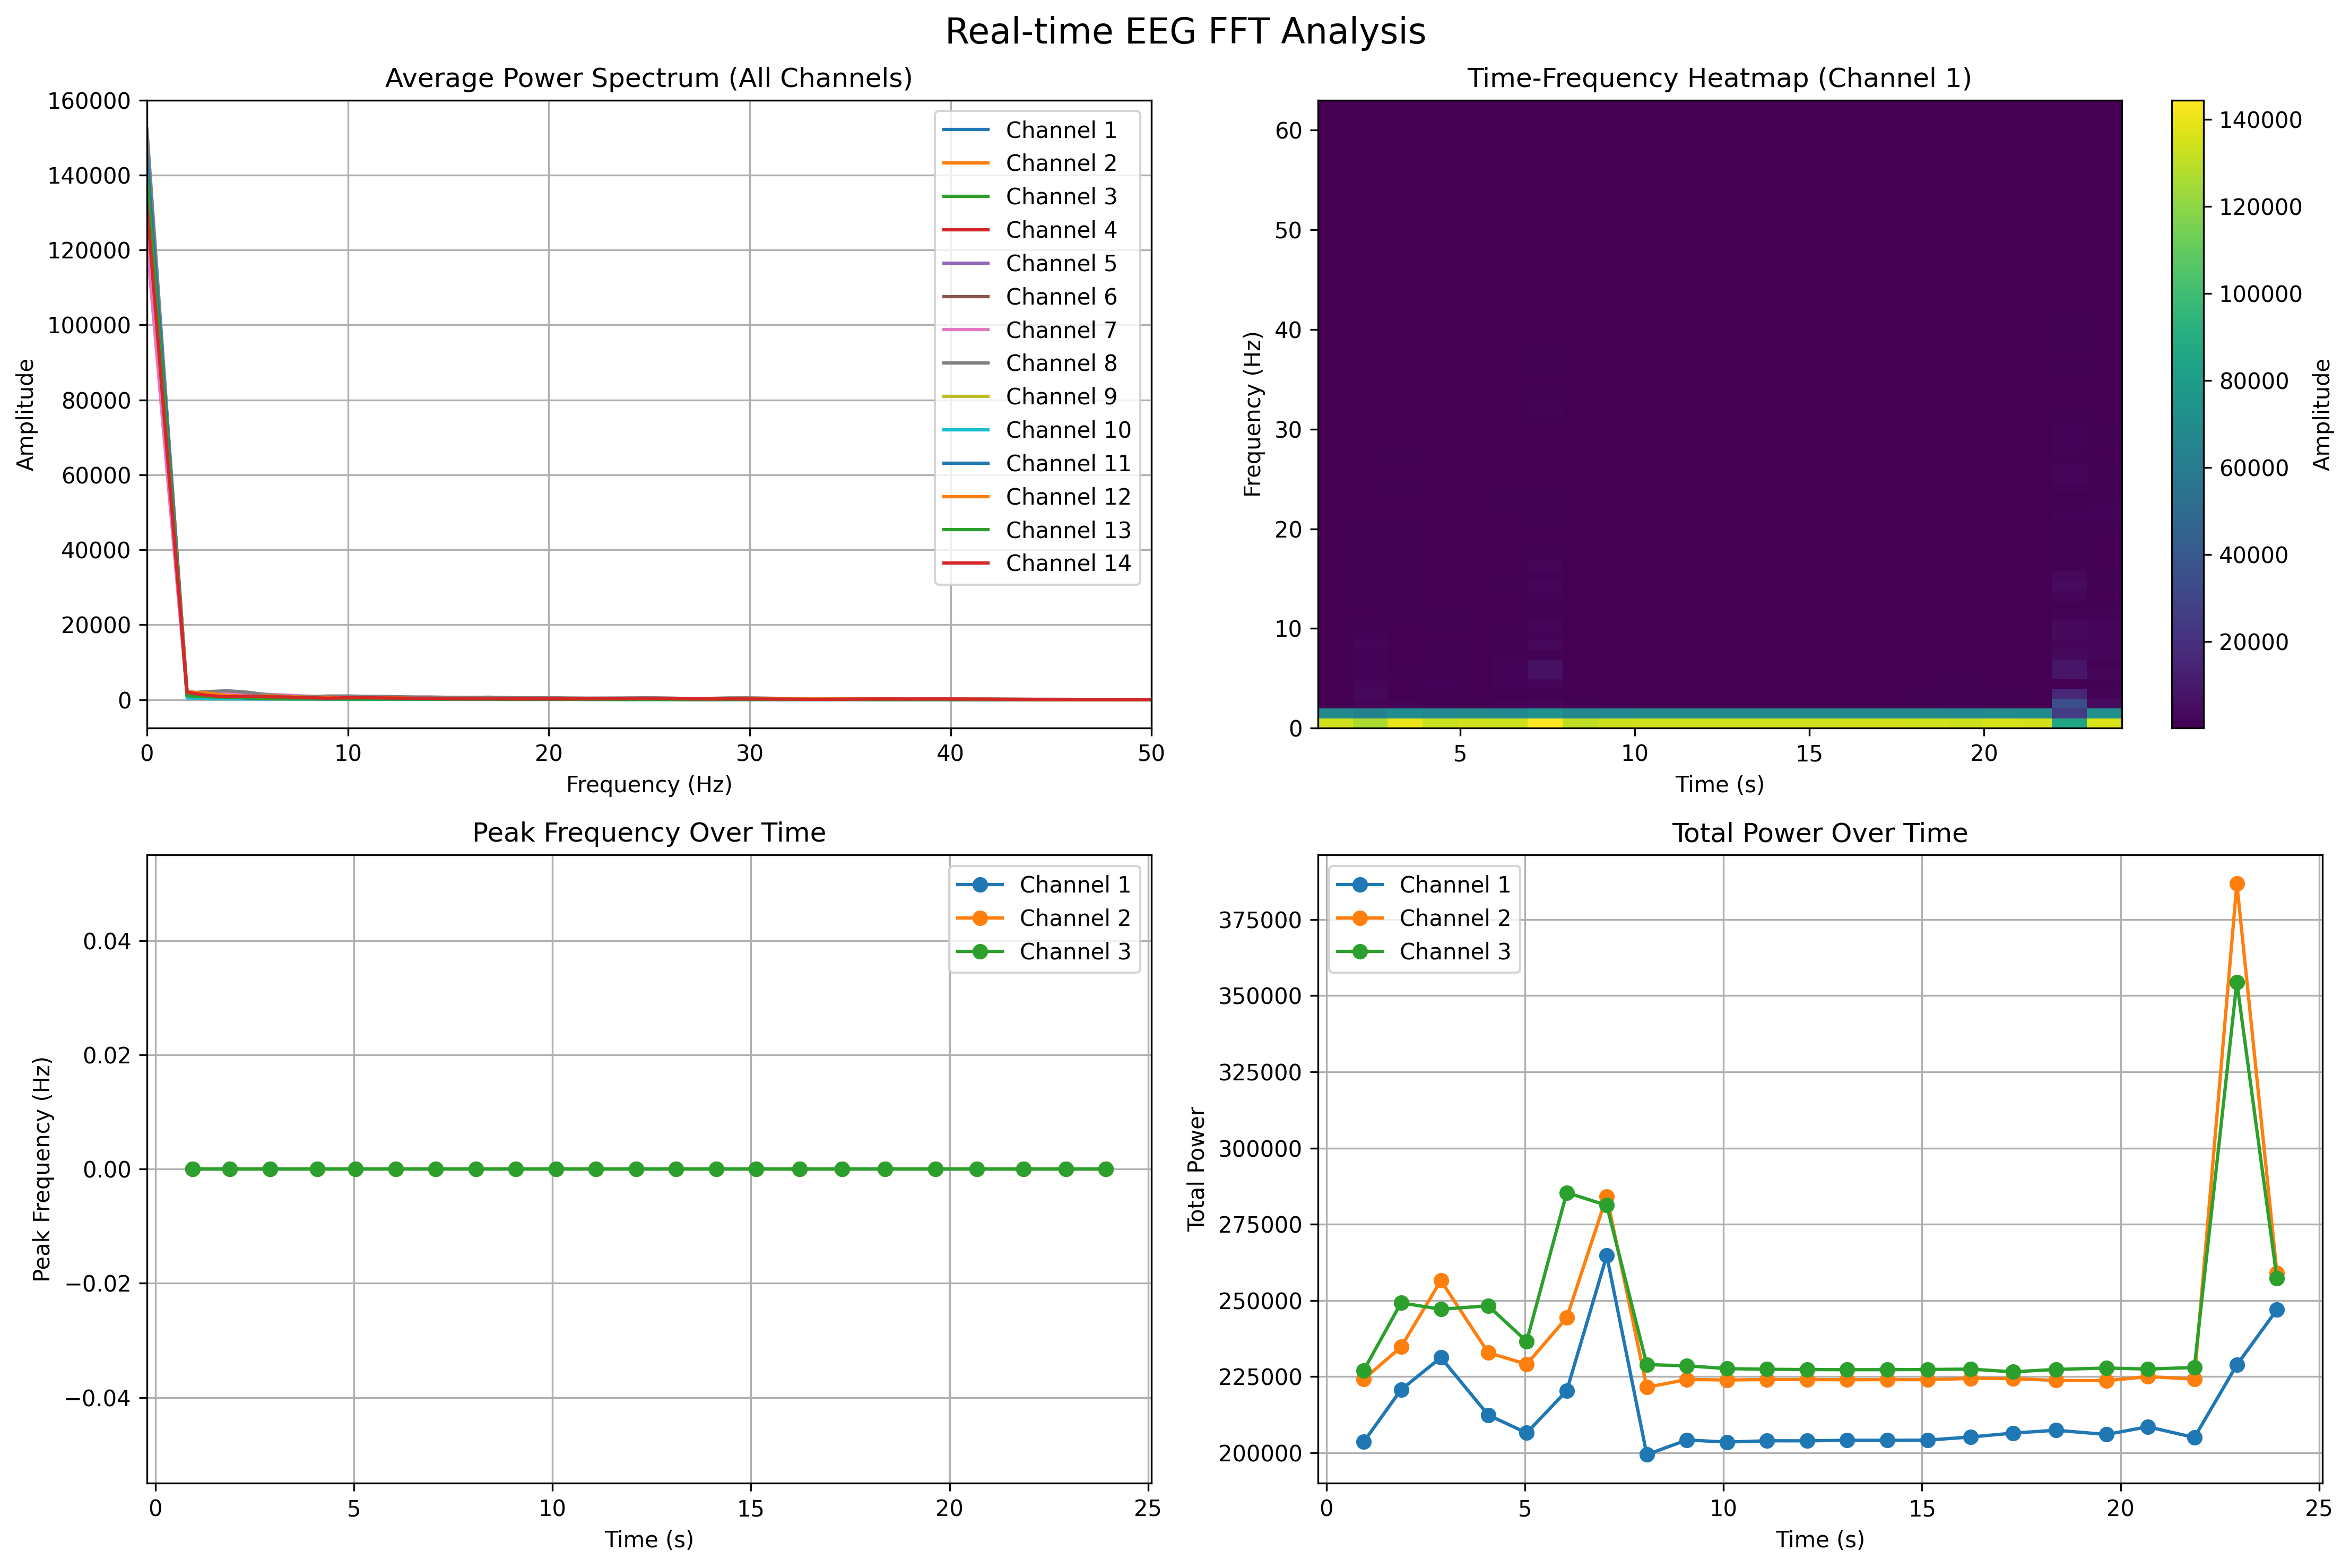 Real-time EEG FFT Analysis
Average Power Spectrum (All Channels)
160000
140000
120000
100000
80000
60000
40000
20000
0
Amplitude
0 10 20 30 40 50
Frequency (Hz)
Channel 1
Channel 2
Channel 3
Channel 4
Channel 5
Channel 6
Channel 7
Channel 8
Channel 9
Channel 10
Channel 11
Channel 12
Channel 13
Channel 14
Time-Frequency Heatmap (Channel 1)
60
50
40
30
20
10
0
Frequency (Hz)
5 10 15 20
Time (s)
140000
120000
100000
80000
60000
40000
20000
Amplitude
Peak Frequency Over Time
0.04
0.02
0.00
−0.02
−0.04
Peak Frequency (Hz)
0 5 10 15 20 25
Time (s)
Channel 1
Channel 2
Channel 3
Total Power Over Time
375000
350000
325000
300000
275000
250000
225000
200000
Total Power
0 5 10 15 20 25
Time (s)
Channel 1
Channel 2
Channel 3